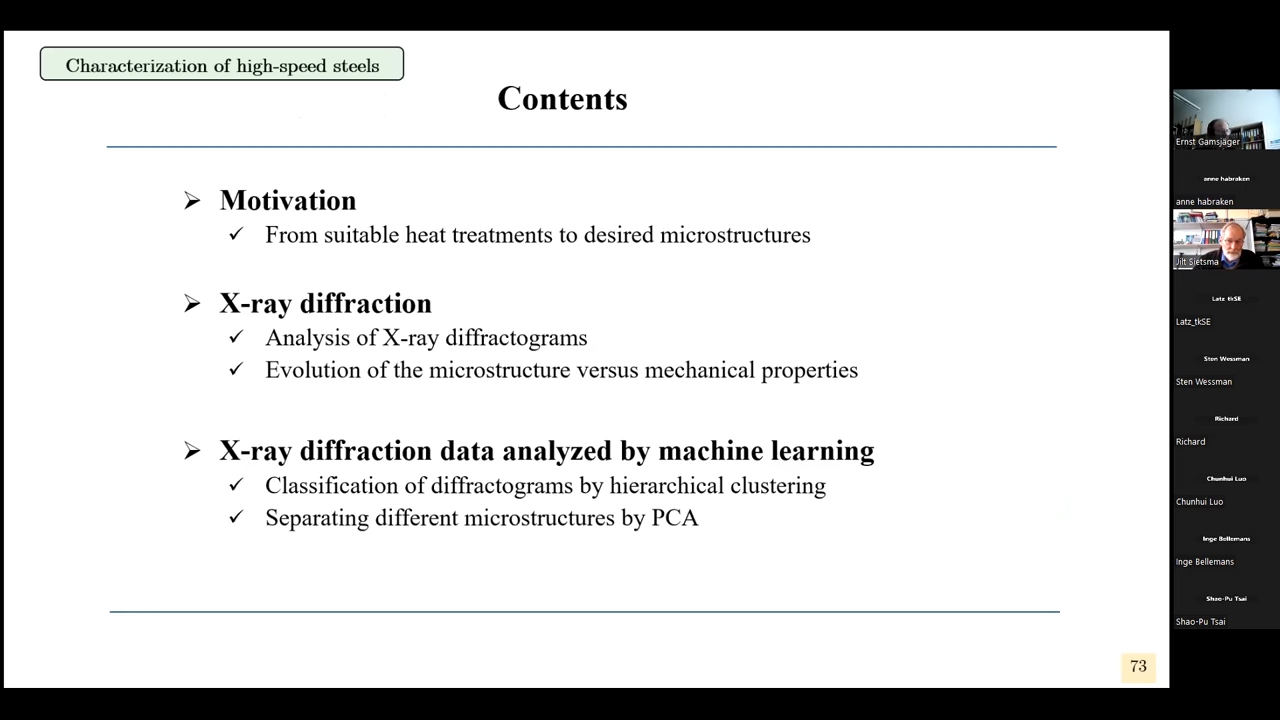 Characterization of high-speed steels
Contents
➢ Motivation
✓ From suitable heat treatments to desired microstructures
➢ X-ray diffraction
✓ Analysis of X-ray diffractograms
✓ Evolution of the microstructure versus mechanical properties
➢ X-ray diffraction data analyzed by machine learning
✓ Classification of diffractograms by hierarchical clustering
✓ Separating different microstructures by PCA
73
Ernst Gamsjäger
anne habraken
anne habraken
Jilt Sietsma
Latz_tkSE
Latz_tkSE
Sten Wessman
Sten Wessman
Richard
Richard
Chunhui Luo
Chunhui Luo
Inge Bellemans
Inge Bellemans
Shao-Pu Tsai
Shao-Pu Tsai